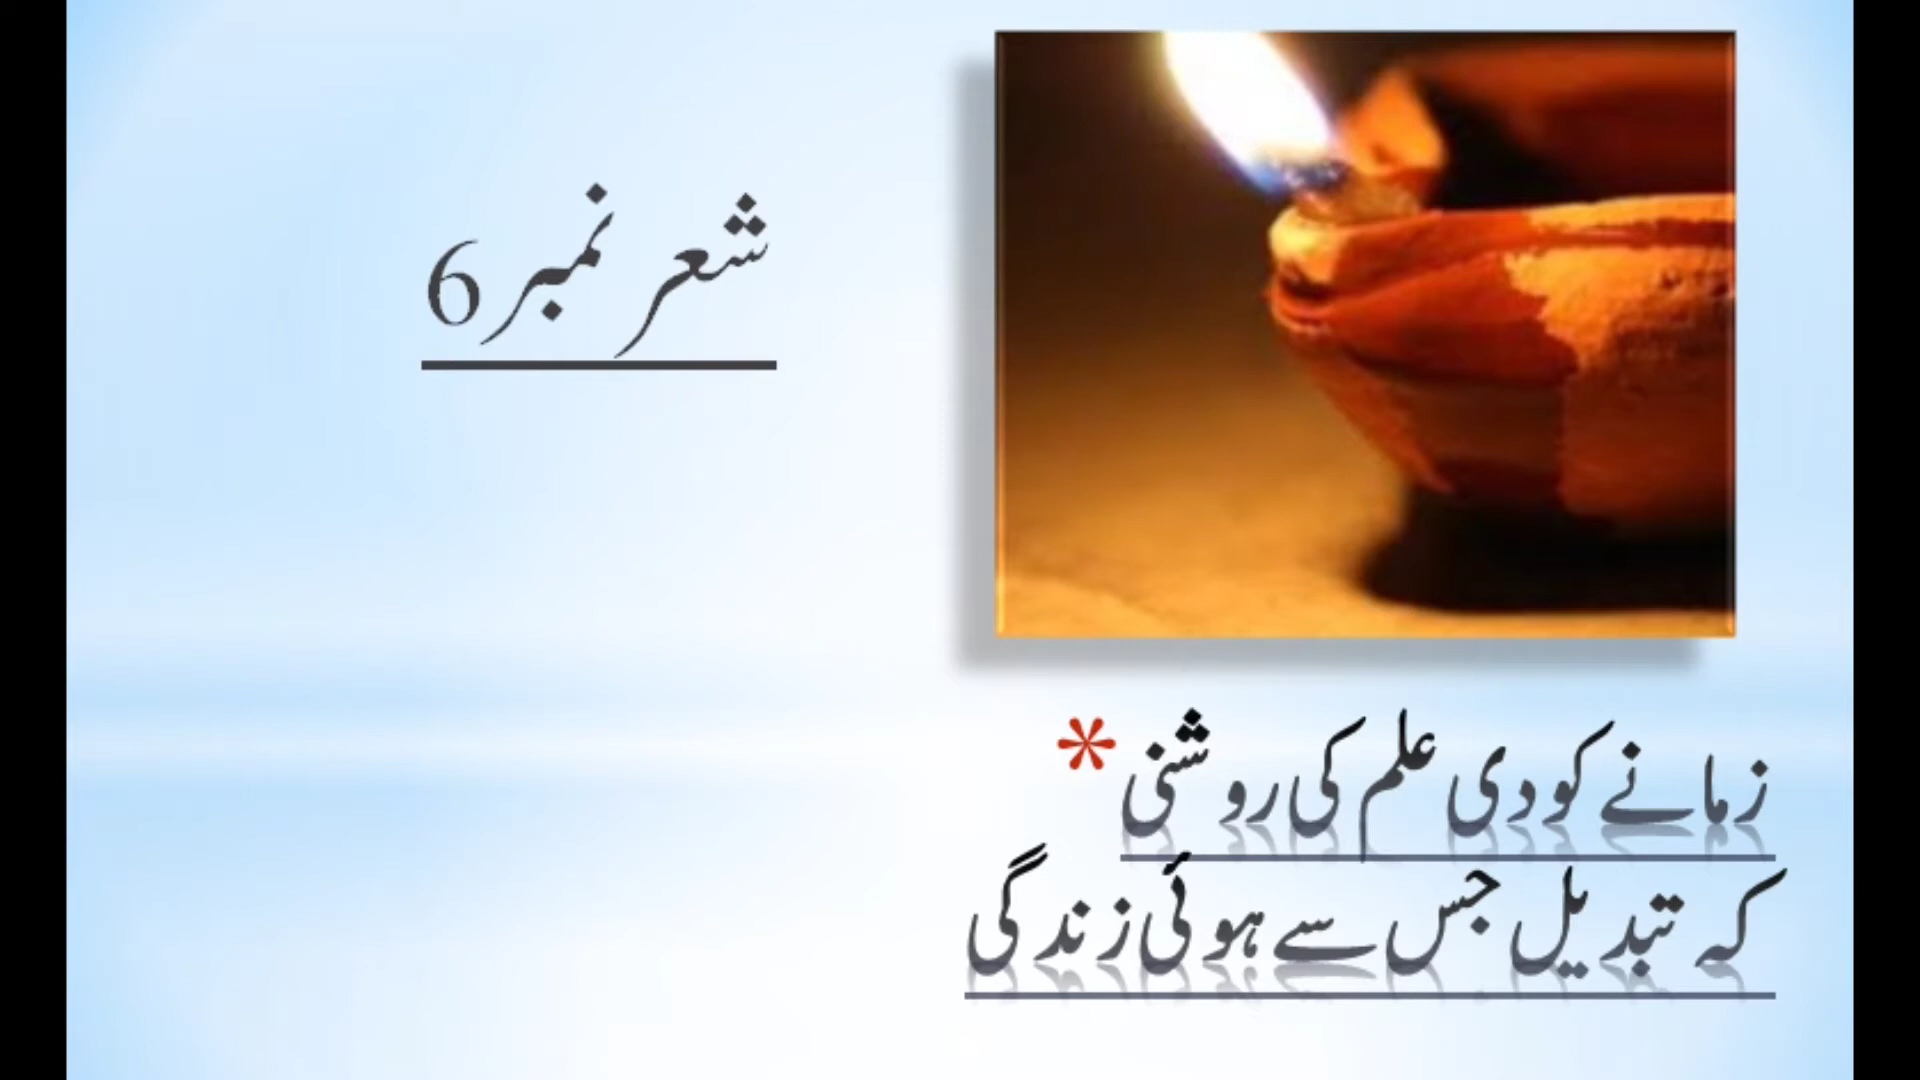 شعر نمبر 6
زمانے کو دی علم کی روشنی *
کہ تبدیل جس سے ہوئی زندگی